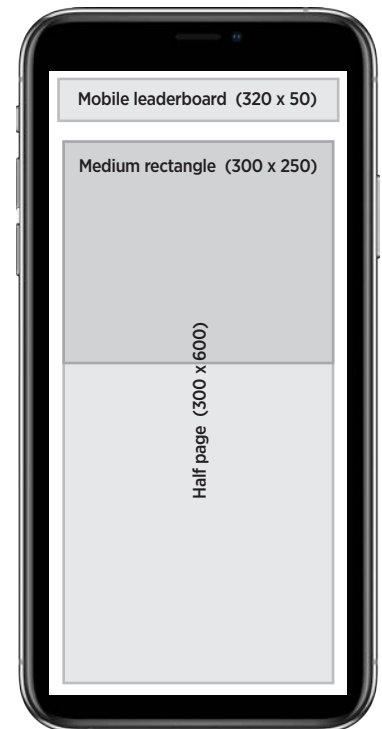 Mobile leaderboard (320 x 50)
Medium rectangle (300 x 250)
Half page (300 x 600)